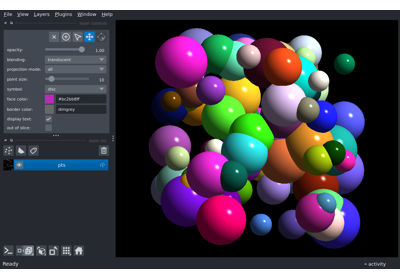 File View Layers Plugins Window Help
opacity: 1.00
blending: translucent
projection mode: all
point size: 10
symbol: disc
face color: #bc2bb8ff
border color: dimgray
display text: ✓
out of slice:
pts
Ready
activity